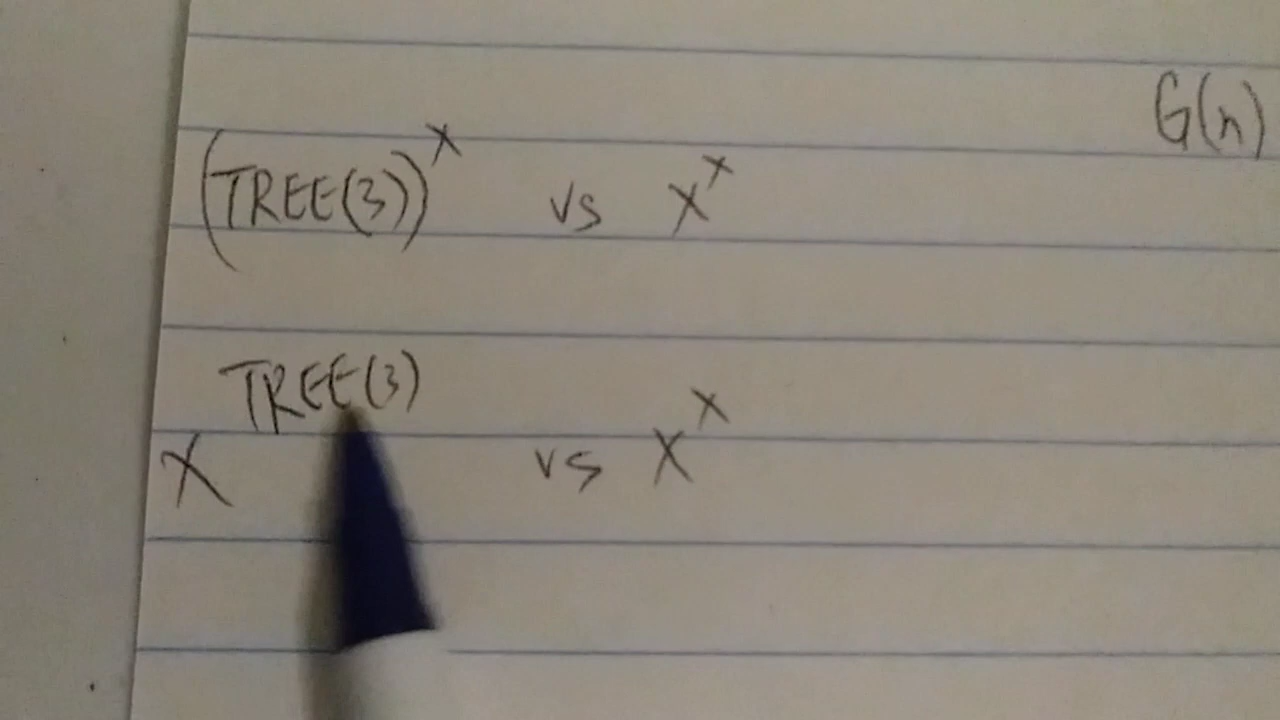 G(n)
(TREE(3))^x vs x^x
x^TREE(3) vs x^x